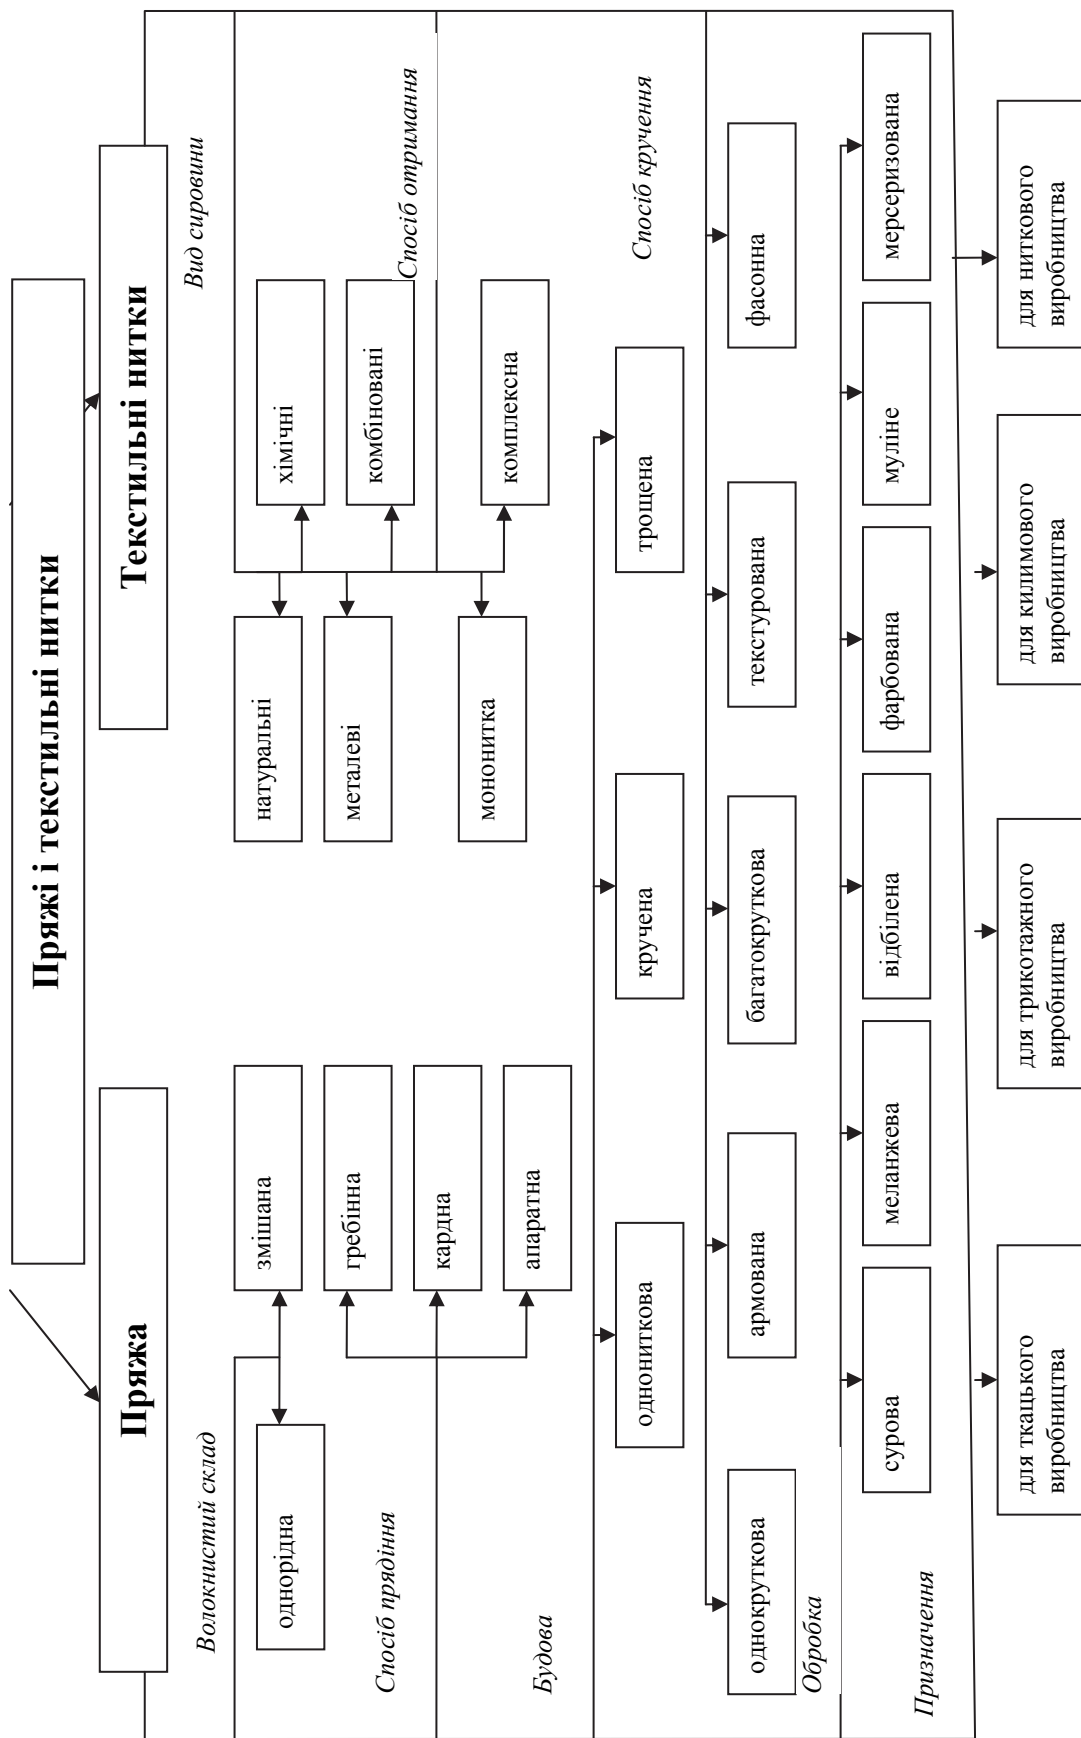 Пряжі і текстильні нитки
Пряжа
Текстильні нитки
Волокнистий склад
Вид сировини
однорідна
змішана
натуральні
хімічні
Спосіб прядіння
гребінна
металеві
комбіновані
Спосіб отримання
кардна
апаратна
мононитка
комплексна
Будова
однониткова
кручена
трощена
Спосіб кручення
однокруткова
армована
багатокруткова
текстурована
фасонна
Обробка
сурова
меланжева
відбілена
фарбована
муліне
мерсеризована
Призначення
для ткацького
виробництва
для трикотажного
виробництва
для килимового
виробництва
для ниткового
виробництва